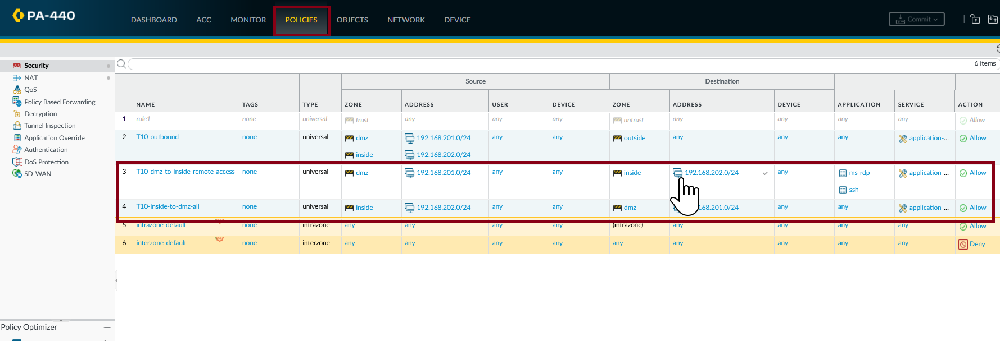 PA-440
DASHBOARD ACC MONITOR POLICIES OBJECTS NETWORK DEVICE Commit
6 items
Security
NAT
QoS
Policy Based Forwarding
Decryption
Tunnel Inspection
Application Override
Authentication
DoS Protection
SD-WAN
Source Destination
NAME TAGS TYPE ZONE ADDRESS USER DEVICE ZONE ADDRESS DEVICE APPLICATION SERVICE ACTION
1 rule1 none universal trust any any any untrust any any any any Allow
2 T10-outbound none universal dmz 192.168.201.0/24 any any outside any any any application-... Allow
inside 192.168.202.0/24
3 T10-dmz-to-inside-remote-access none universal dmz 192.168.201.0/24 any any inside 192.168.202.0/24 any ms-rdp application-... Allow
ssh
4 T10-inside-to-dmz-all none universal inside 192.168.202.0/24 any any dmz .168.201.0/24 any any application-... Allow
5 intrazone-default none intrazone any any any any (intrazone) any any any any Allow
6 interzone-default none interzone any any any any any any any any any Deny
Policy Optimizer